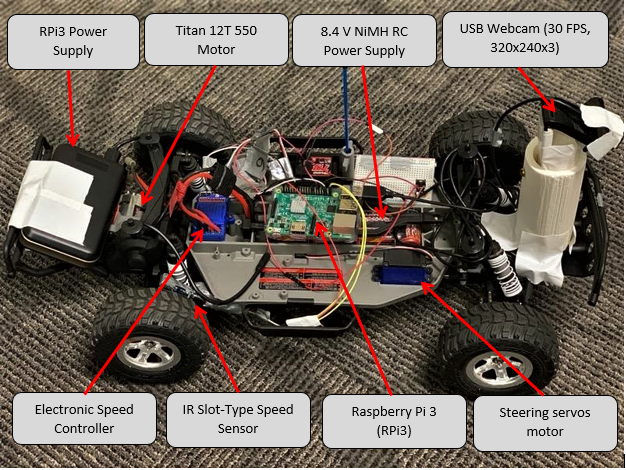 RPi3 Power
Supply
Titan 12T 550
Motor
8.4 V NiMH RC
Power Supply
USB Webcam (30 FPS,
320x240x3)
Electronic Speed
Controller
IR Slot-Type Speed
Sensor
Raspberry Pi 3
(RPi3)
Steering servos
motor